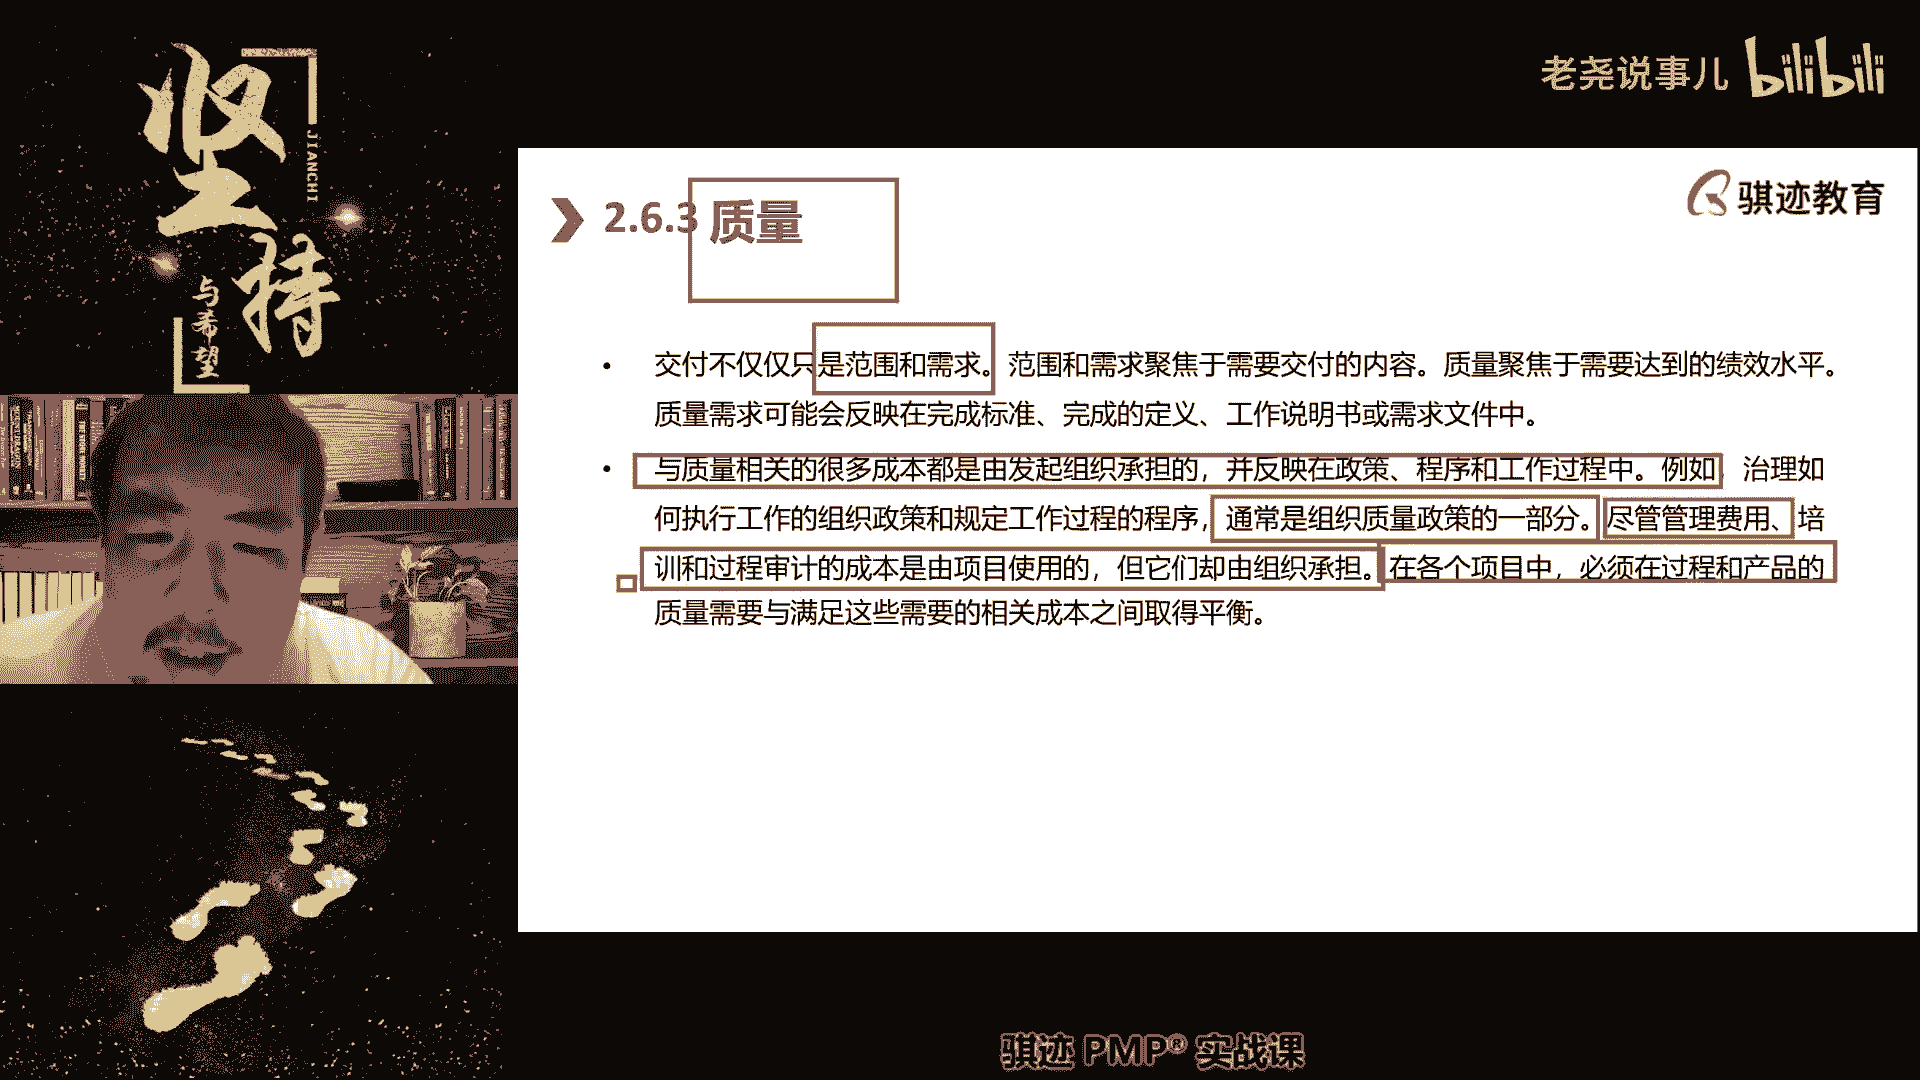 坚持
JIANCHI
与希望
老尧说事儿 bilibili
骐迹教育
2.6.3 质量
• 交付不仅仅只是范围和需求。范围和需求聚焦于需要交付的内容。质量聚焦于需要达到的绩效水平。
质量需求可能会反映在完成标准、完成的定义、工作说明书或需求文件中。
• 与质量相关的很多成本都是由发起组织承担的，并反映在政策、程序和工作过程中。例如 治理如
何执行工作的组织政策和规定工作过程的程序，通常是组织质量政策的一部分。尽管管理费用、培
训和过程审计的成本是由项目使用的，但它们却由组织承担。在各个项目中，必须在过程和产品的
质量需要与满足这些需要的相关成本之间取得平衡。
骐迹 PMP® 实战课